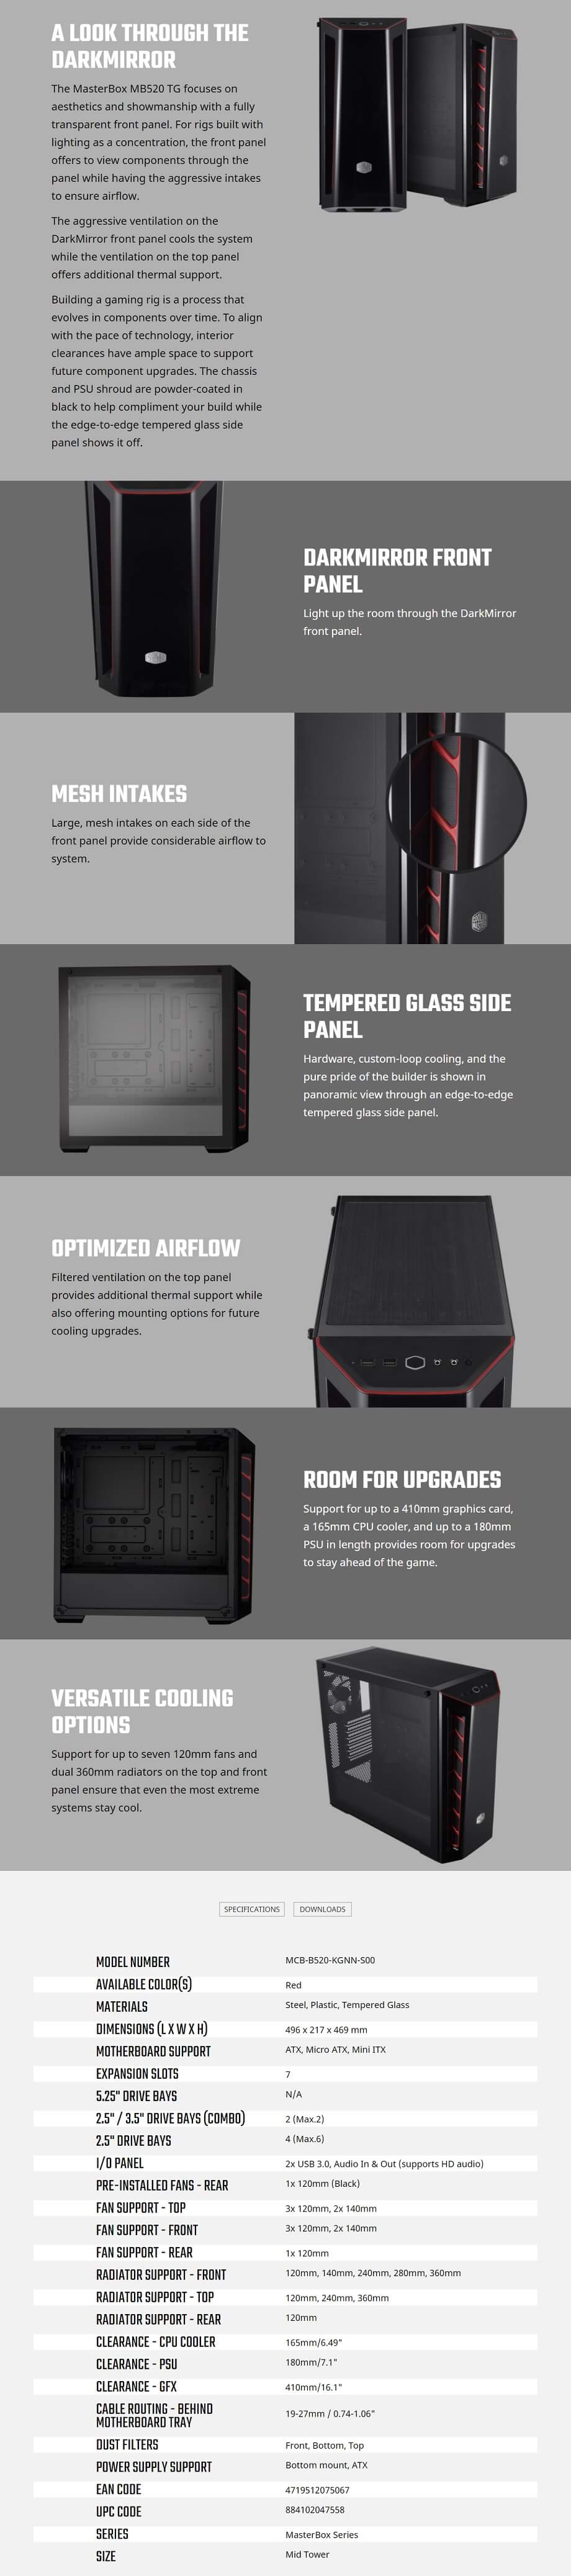 A LOOK THROUGH THE
DARKMIRROR
The MasterBox MB520 TG focuses on
aesthetics and showmanship with a fully
transparent front panel. For rigs built with
lighting as a concentration, the front panel
offers to view components through the
panel while having the aggressive intakes
to ensure airflow.
The aggressive ventilation on the
DarkMirror front panel cools the system
while the ventilation on the top panel
offers additional thermal support.
Building a gaming rig is a process that
evolves in components over time. To align
with the pace of technology, interior
clearances have ample space to support
future component upgrades. The chassis
and PSU shroud are powder-coated in
black to help compliment your build while
the edge-to-edge tempered glass side
panel shows it off.
DARKMIRROR FRONT
PANEL
Light up the room through the DarkMirror
front panel.
MESH INTAKES
Large, mesh intakes on each side of the
front panel provide considerable airflow to
system.
TEMPERED GLASS SIDE
PANEL
Hardware, custom-loop cooling, and the
pure pride of the builder is shown in
panoramic view through an edge-to-edge
tempered glass side panel.
OPTIMIZED AIRFLOW
Filtered ventilation on the top panel
provides additional thermal support while
also offering mounting options for future
cooling upgrades.
ROOM FOR UPGRADES
Support for up to a 410mm graphics card,
a 165mm CPU cooler, and up to a 180mm
PSU in length provides room for upgrades
to stay ahead of the game.
VERSATILE COOLING
OPTIONS
Support for up to seven 120mm fans and
dual 360mm radiators on the top and front
panel ensure that even the most extreme
systems stay cool.
SPECIFICATIONS DOWNLOADS
MODEL NUMBER MCB-B520-KGNN-S00
AVAILABLE COLOR(S) Red
MATERIALS Steel, Plastic, Tempered Glass
DIMENSIONS (L X W X H) 496 x 217 x 469 mm
MOTHERBOARD SUPPORT ATX, Micro ATX, Mini ITX
EXPANSION SLOTS 7
5.25" DRIVE BAYS N/A
2.5" / 3.5" DRIVE BAYS (COMBO) 2 (Max.2)
2.5" DRIVE BAYS 4 (Max.6)
I/O PANEL 2x USB 3.0, Audio In & Out (supports HD audio)
PRE-INSTALLED FANS - REAR 1x 120mm (Black)
FAN SUPPORT - TOP 3x 120mm, 2x 140mm
FAN SUPPORT - FRONT 3x 120mm, 2x 140mm
FAN SUPPORT - REAR 1x 120mm
RADIATOR SUPPORT - FRONT 120mm, 140mm, 240mm, 280mm, 360mm
RADIATOR SUPPORT - TOP 120mm, 240mm, 360mm
RADIATOR SUPPORT - REAR 120mm
CLEARANCE - CPU COOLER 165mm/6.49"
CLEARANCE - PSU 180mm/7.1"
CLEARANCE - GFX 410mm/16.1"
CABLE ROUTING - BEHIND
MOTHERBOARD TRAY 19-27mm / 0.74-1.06"
DUST FILTERS Front, Bottom, Top
POWER SUPPLY SUPPORT Bottom mount, ATX
EAN CODE 4719512075067
UPC CODE 884102047558
SERIES MasterBox Series
SIZE Mid Tower